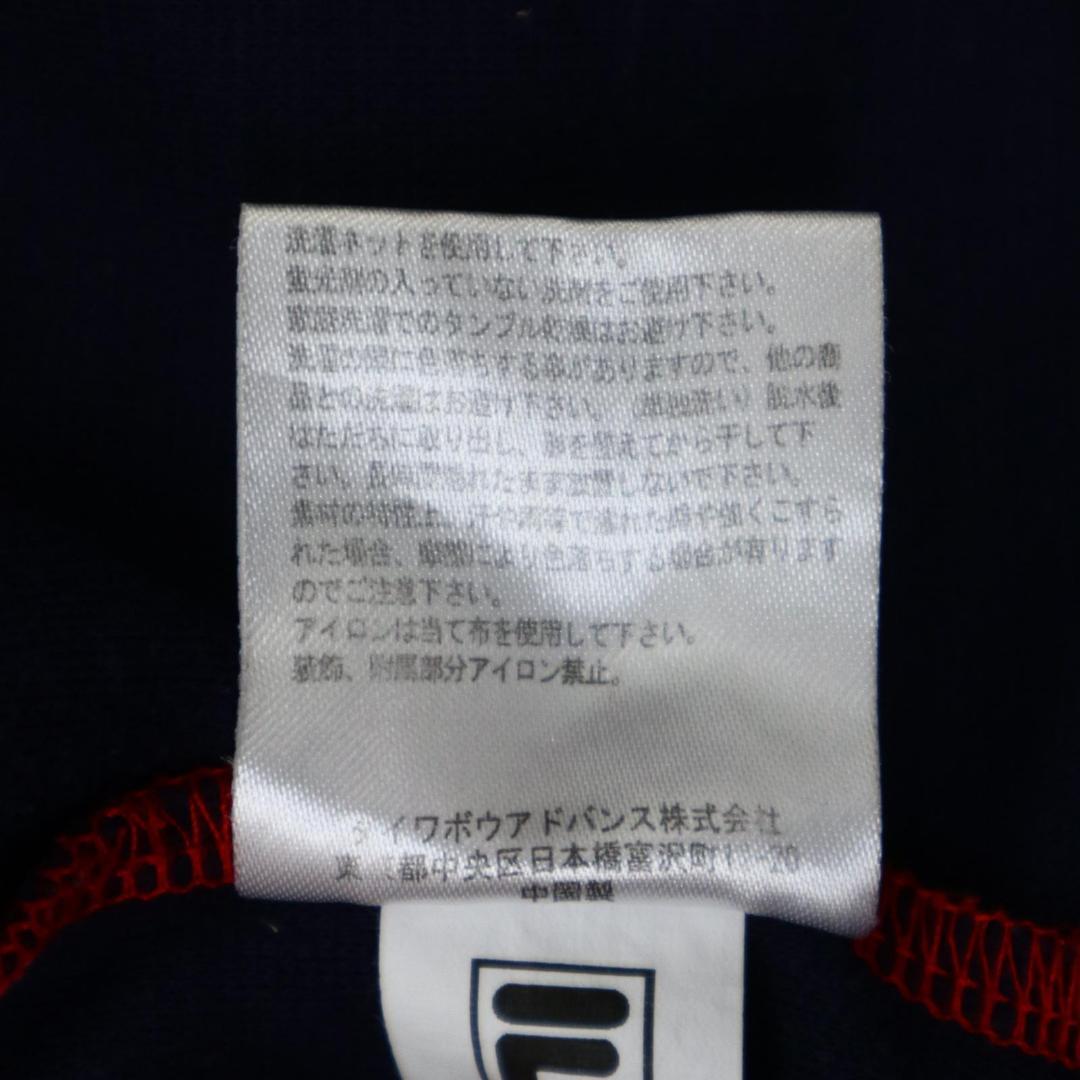 洗濯ネットを使用して下さい。
蛍光剤の入っていない洗剤をご使用下さい。
家庭洗濯でのタンブル乾燥はお避け下さい。
洗濯の際に色落ちする事がありますので、他の商
品との洗濯はお避け下さい。（単独洗い）脱水後
はただちに取り出し、形を整えてから干して下
さい。長時間濡れたまま放置しないで下さい。
素材の特性上、汗や雨等で濡れた時や強くこすら
れた場合、摩擦により色落ちする場合が有ります
のでご注意下さい。
アイロンは当て布を使用して下さい。
装飾、附属部分アイロン禁止。
ダイワボウアドバンス株式会社
東京都中央区日本橋富沢町12-20
中国製